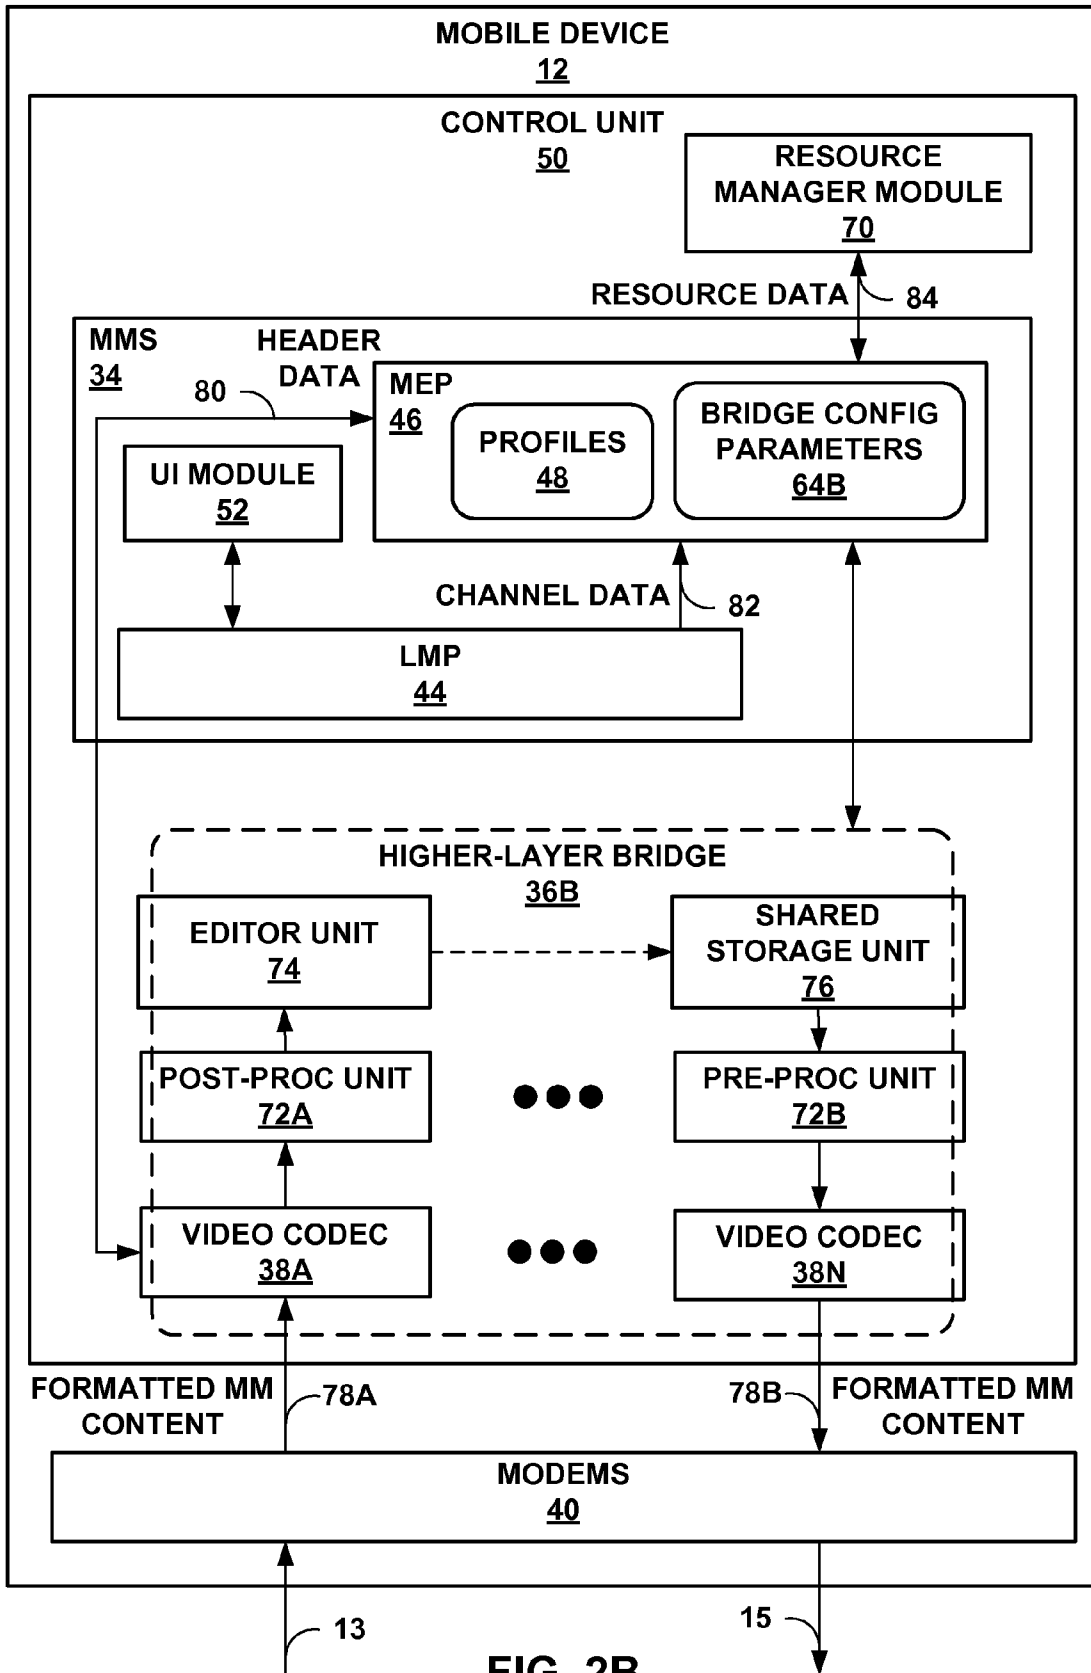 MOBILE DEVICE
12
CONTROL UNIT
50
RESOURCE
MANAGER MODULE
70
RESOURCE DATA
84
MMS
34
HEADER
DATA
80
MEP
46
PROFILES
48
BRIDGE CONFIG
PARAMETERS
64B
UI MODULE
52
CHANNEL DATA
82
LMP
44
HIGHER-LAYER BRIDGE
36B
EDITOR UNIT
74
SHARED
STORAGE UNIT
76
POST-PROC UNIT
72A
PRE-PROC UNIT
72B
VIDEO CODEC
38A
VIDEO CODEC
38N
FORMATTED MM
CONTENT
78A
78B
FORMATTED MM
CONTENT
MODEMS
40
13
15
FIG. 2B